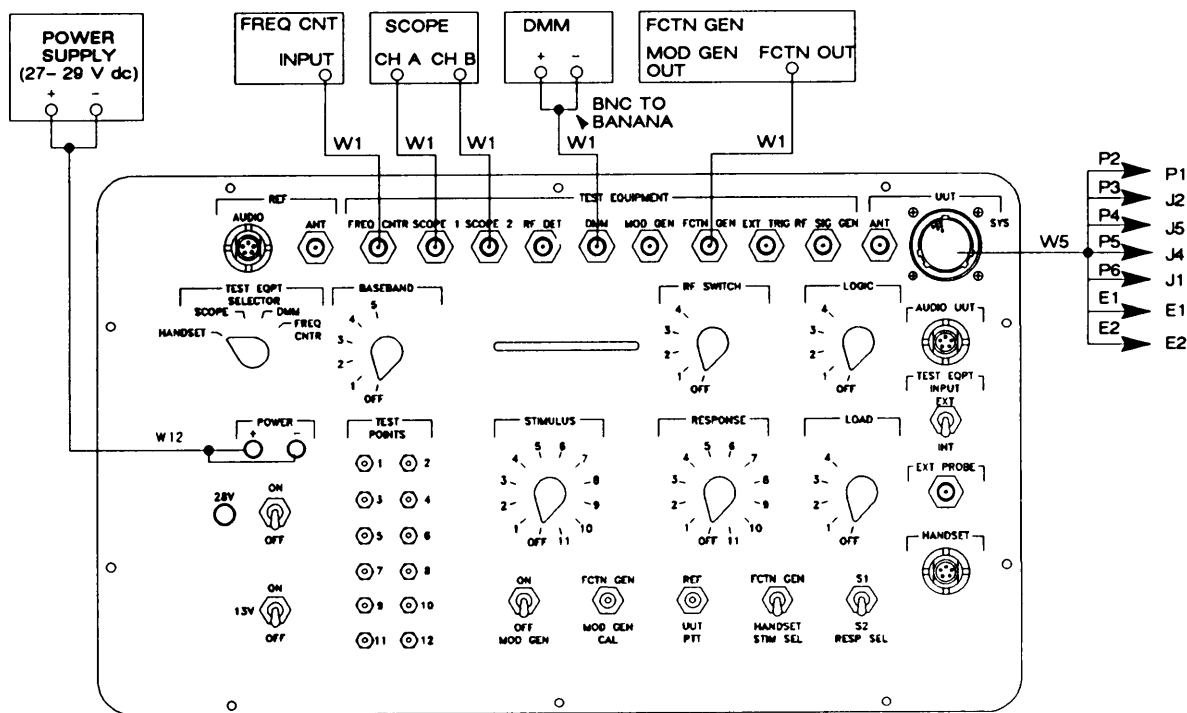 POWER
SUPPLY
(27-29 V dc)
+ -
FREQ CNT
INPUT
SCOPE
CH A CH B
DMM
+ -
BNC TO
BANANA
FCTN GEN
MOD GEN
OUT
FCTN OUT
W1 W1 W1 W1 W1
P2 P1
P3 J2
P4 J5
P5 J4
P6 J1
E1 E1
E2 E2
W5
REF
TEST EQUIPMENT
UUT
AUDIO
ANT
FREQ CNTR
SCOPE 1
SCOPE 2
RF DET
DMM
MOD GEN
FCTN GEN
EXT TRIG
RF SIG GEN
ANT
SYS
TEST EQPT
SELECTOR
SCOPE
DMM
HANDSET
FREQ
CNTR
BASEBAND
5
4
3
2
1
OFF
RF SWITCH
4
3
2
1
OFF
LOGIC
4
3
2
1
OFF
AUDIO UUT
TEST EQPT
INPUT
EXT
INT
W12
POWER
+ -
TEST
POINTS
1 2
3 4
5 6
7 8
9 10
11 12
STIMULUS
5 6
4 7
3 8
2 9
1 10
OFF 11
RESPONSE
5 6
4 7
3 8
2 9
1 10
OFF 11
LOAD
4
3
2
1
OFF
EXT PROBE
HANDSET
28V
ON
OFF
13V
ON
OFF
ON
OFF
MOD GEN
FCTN GEN
MOD GEN
CAL
REF
UUT
PTT
FCTN GEN
HANDSET
STIM SEL
S1
S2
RESP SEL